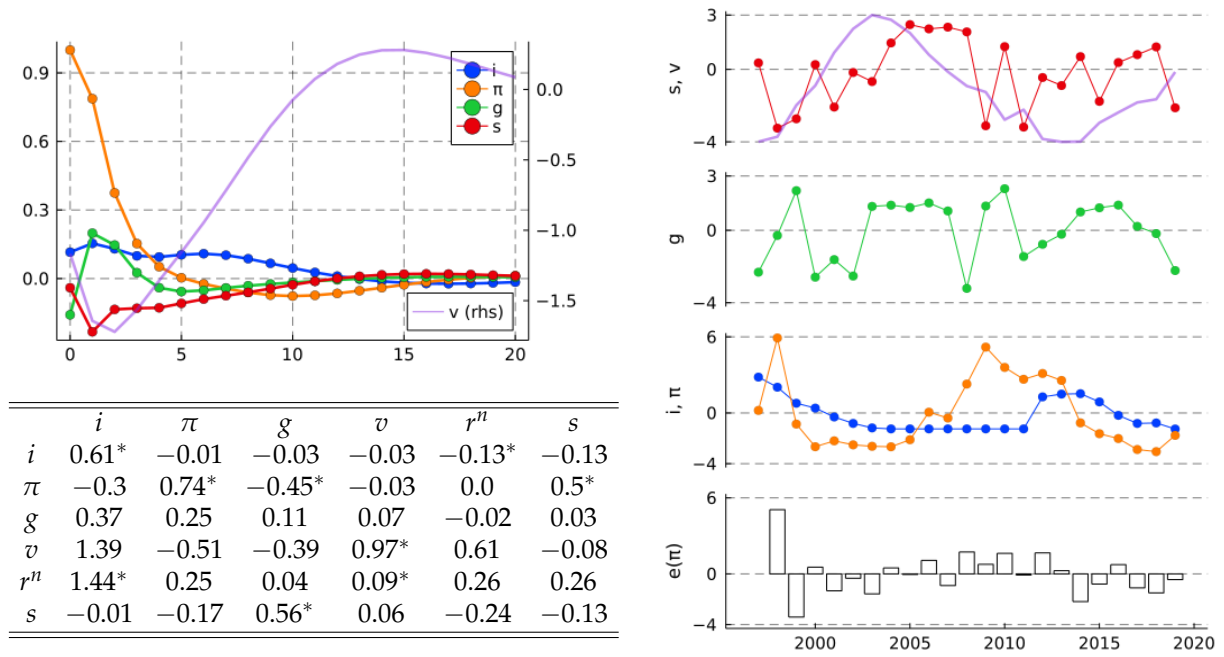 0.9
0.6
0.3
0.0
0
5
10
15
20
0.0
−0.5
−1.0
−1.5
i
π
g
s
v (rhs)
i π g v rⁿ s
i 0.61* −0.01 −0.03 −0.03 −0.13* −0.13
π −0.3 0.74* −0.45* −0.03 0.0 0.5*
g 0.37 0.25 0.11 0.07 −0.02 0.03
v 1.39 −0.51 −0.39 0.97* 0.61 −0.08
rⁿ 1.44* 0.25 0.04 0.09* 0.26 0.26
s −0.01 −0.17 0.56* 0.06 −0.24 −0.13
s, v
3
0
−4
g
3
0
−4
i, π
6
0
−4
e(π)
6
0
−4
2000
2005
2010
2015
2020